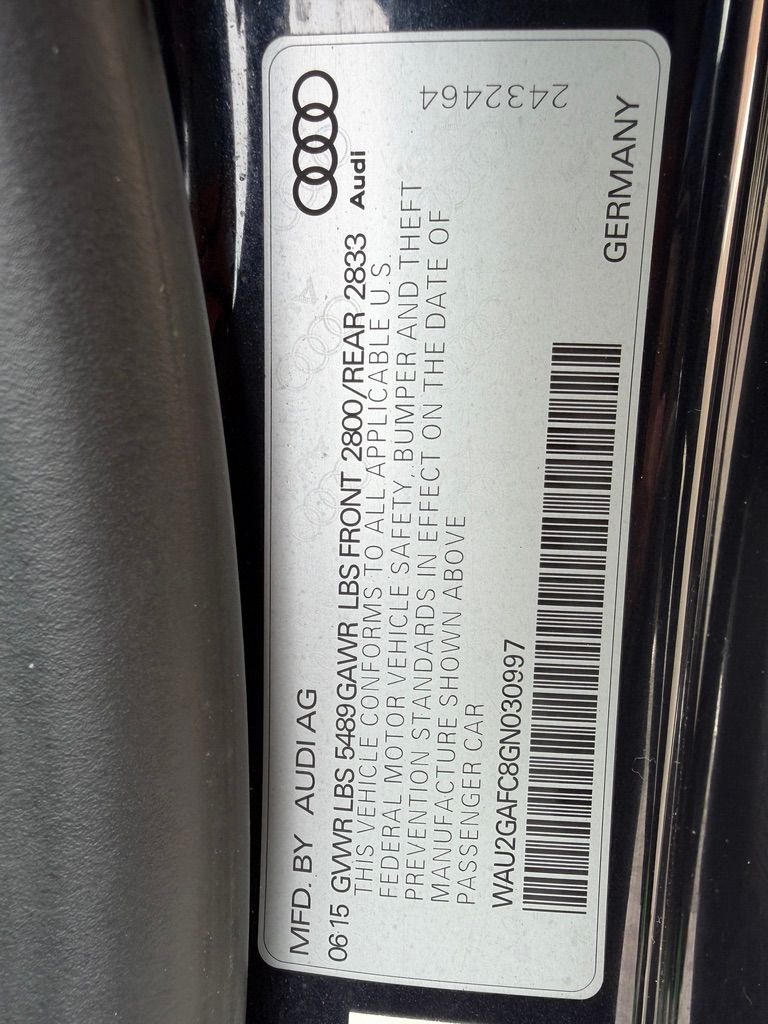 MFD. BY AUDI AG
Audi
06 15 GVWR LBS 5489 GAWR LBS FRONT 2800/REAR 2833
THIS VEHICLE CONFORMS TO ALL APPLICABLE U.S.
FEDERAL MOTOR VEHICLE SAFETY, BUMPER AND THEFT
PREVENTION STANDARDS IN EFFECT ON THE DATE OF
MANUFACTURE SHOWN ABOVE
PASSENGER CAR
2432464
WAU2GAFC8GN030997
GERMANY